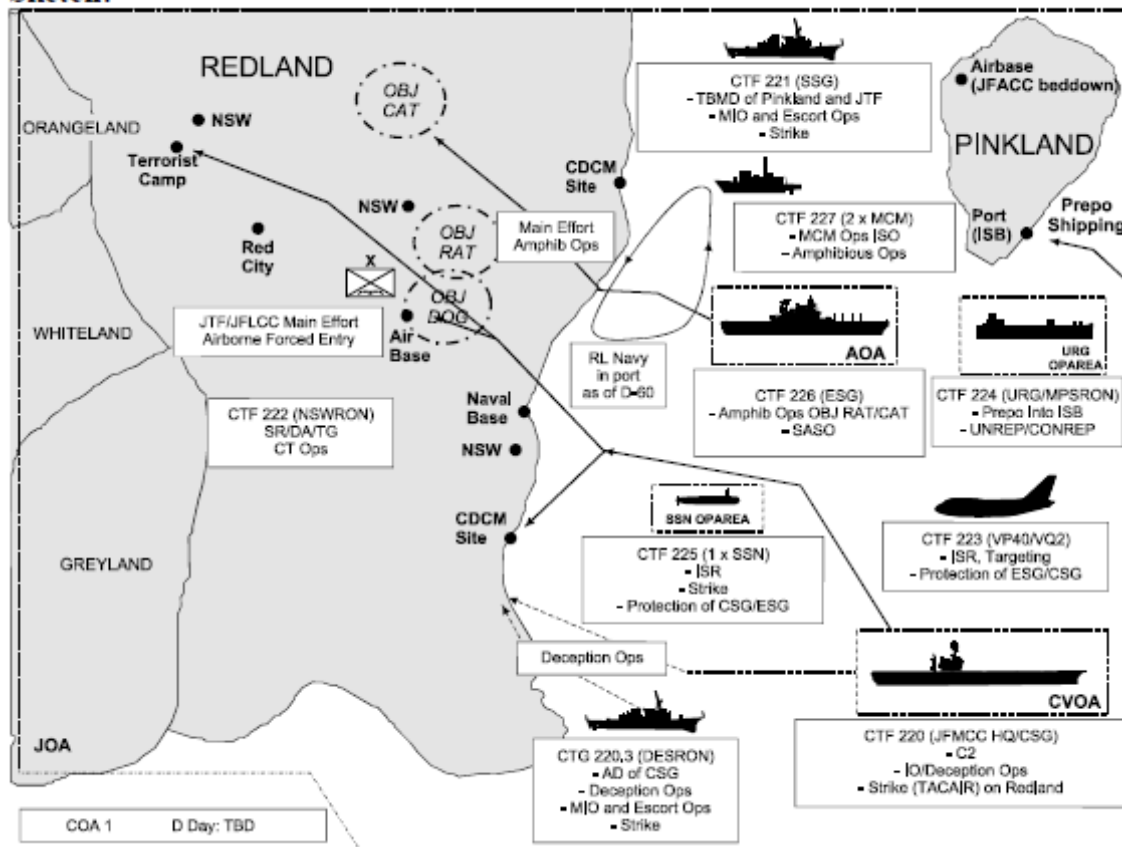 REDLAND
OBJ
CAT
ORANGELAND
NSW
Terrorist
Camp
CDCM
Site
NSW
OBJ
RAT
Main Effort
Amphib Ops
Red
City
X
OBJ
DOG
Air
Base
WHITELAND
JTF/JFLCC Main Effort
Airborne Forced Entry
CTF 222 (NSWRON)
SR/DA/TG
CT Ops
RL Navy
in port
as of D-60
Naval
Base
NSW
CDCM
Site
GREYLAND
Deception Ops
JOA
COA 1 D Day: TBD
CTF 221 (SSG)
- TBMD of Pinkland and JTF
- MIO and Escort Ops
- Strike
Airbase
(JFACC beddown)
PINKLAND
Port
(ISB)
Prepo
Shipping
CTF 227 (2 x MCM)
- MCM Ops ISO
- Amphibious Ops
AOA
CTF 226 (ESG)
- Amphib Ops OBJ RAT/CAT
- SASO
URG
OPAREA
CTF 224 (URG/MPSRON)
- Prepo Into ISB
- UNREP/CONREP
SSN OPAREA
CTF 225 (1 x SSN)
- ISR
- Strike
- Protection of CSG/ESG
CTF 223 (VP40/VQ2)
- ISR, Targeting
- Protection of ESG/CSG
CVOA
CTF 220 (JFMCC HQ/CSG)
- C2
- IO/Deception Ops
- Strike (TACAIR) on Redland
CTG 220.3 (DESRON)
- AD of CSG
- Deception Ops
- MIO and Escort Ops
- Strike